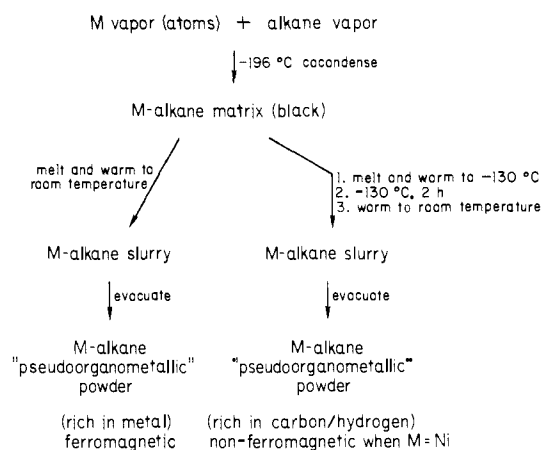 M vapor (atoms) + alkane vapor
-196 °C cocondense
M-alkane matrix (black)
melt and warm to
room temperature
1. melt and warm to -130 °C
2. -130 °C, 2 h
3. warm to room temperature
M-alkane slurry
M-alkane slurry
evacuate
evacuate
M-alkane
"pseudoorganometallic"
powder
M-alkane
"pseudoorganometallic"
powder
(rich in metal)
ferromagnetic
(rich in carbon/hydrogen)
non-ferromagnetic when M = Ni